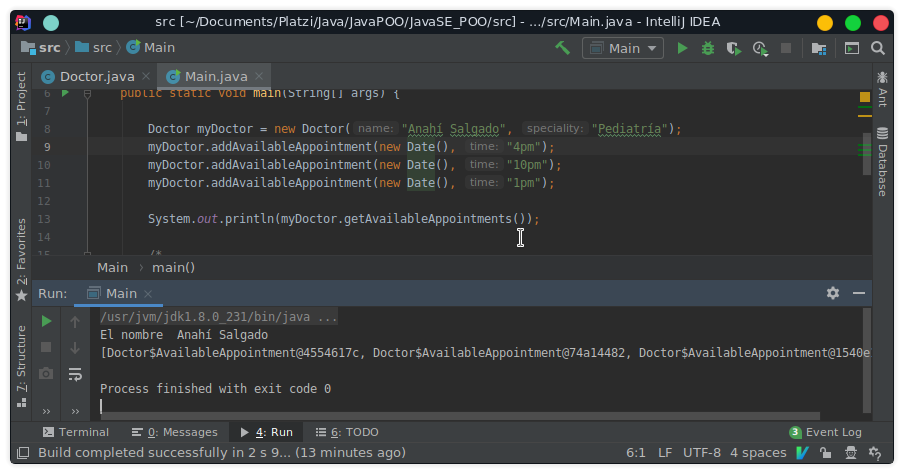 src [~/Documents/Platzi/Java/JavaPOO/JavaSE_POO/src] - .../src/Main.java - IntelliJ IDEA
src src Main Main
1: Project
Doctor.java Main.java
6 public static void main(String[] args) {
7
8 Doctor myDoctor = new Doctor( name: "Anahí Salgado", speciality: "Pediatría");
9 myDoctor.addAvailableAppointment(new Date(), time: "4pm");
10 myDoctor.addAvailableAppointment(new Date(), time: "10pm");
11 myDoctor.addAvailableAppointment(new Date(), time: "1pm");
12
13 System.out.println(myDoctor.getAvailableAppointments());
14
15 /*
Ant
Database
Main › main()
2: Favorites
7: Structure
Run: Main
/usr/jvm/jdk1.8.0_231/bin/java ...
El nombre  Anahí Salgado
[Doctor$AvailableAppointment@4554617c, Doctor$AvailableAppointment@74a14482, Doctor$AvailableAppointment@1540e
Process finished with exit code 0
Terminal 0: Messages 4: Run 6: TODO 3 Event Log
Build completed successfully in 2 s 9... (13 minutes ago) 6:1 LF UTF-8 4 spaces